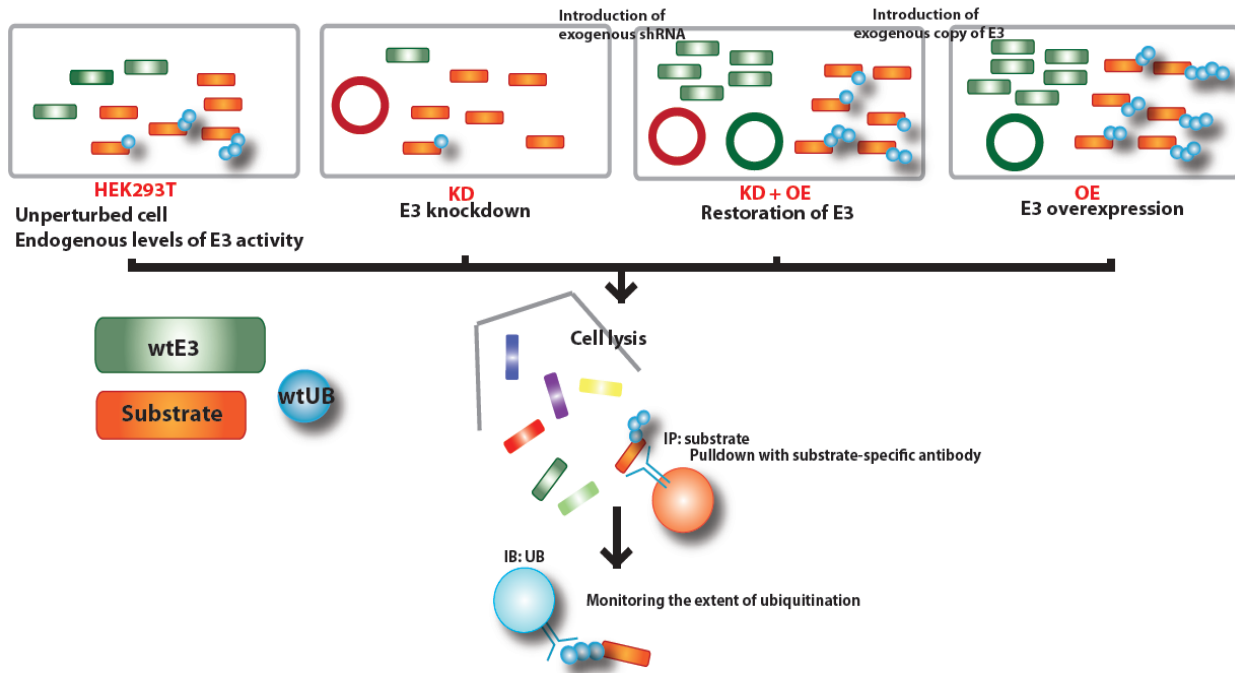 Introduction of
exogenous shRNA
Introduction of
exogenous copy of E3
HEK293T
Unperturbed cell
Endogenous levels of E3 activity
KD
E3 knockdown
KD + OE
Restoration of E3
OE
E3 overexpression
wtE3
Substrate
wtUB
Cell lysis
IP: substrate
Pulldown with substrate-specific antibody
IB: UB
Monitoring the extent of ubiquitination